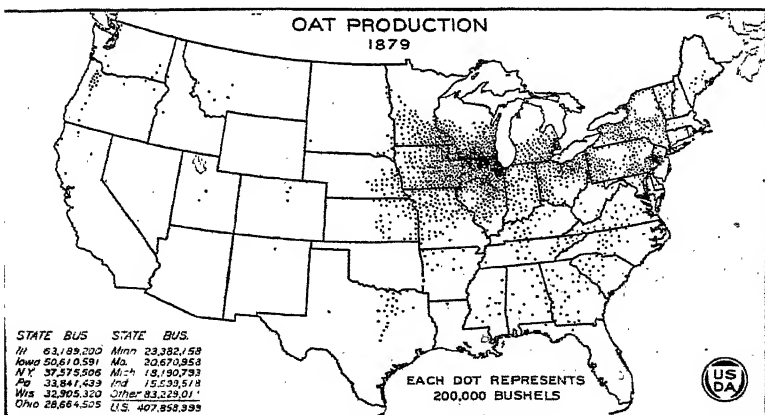 OAT PRODUCTION
1879
STATE BUS STATE BUS.
Ill 63,189,200 Minn 23,382,158
Iowa 50,610,591 Mo. 20,670,958
N.Y. 37,575,506 Mich 18,190,793
Pa 33,841,439 Ind 15,599,518
Wis 32,905,320 Other 83,229,011
Ohio 28,664,505 U.S. 407,858,999
EACH DOT REPRESENTS
200,000 BUSHELS
US
DA